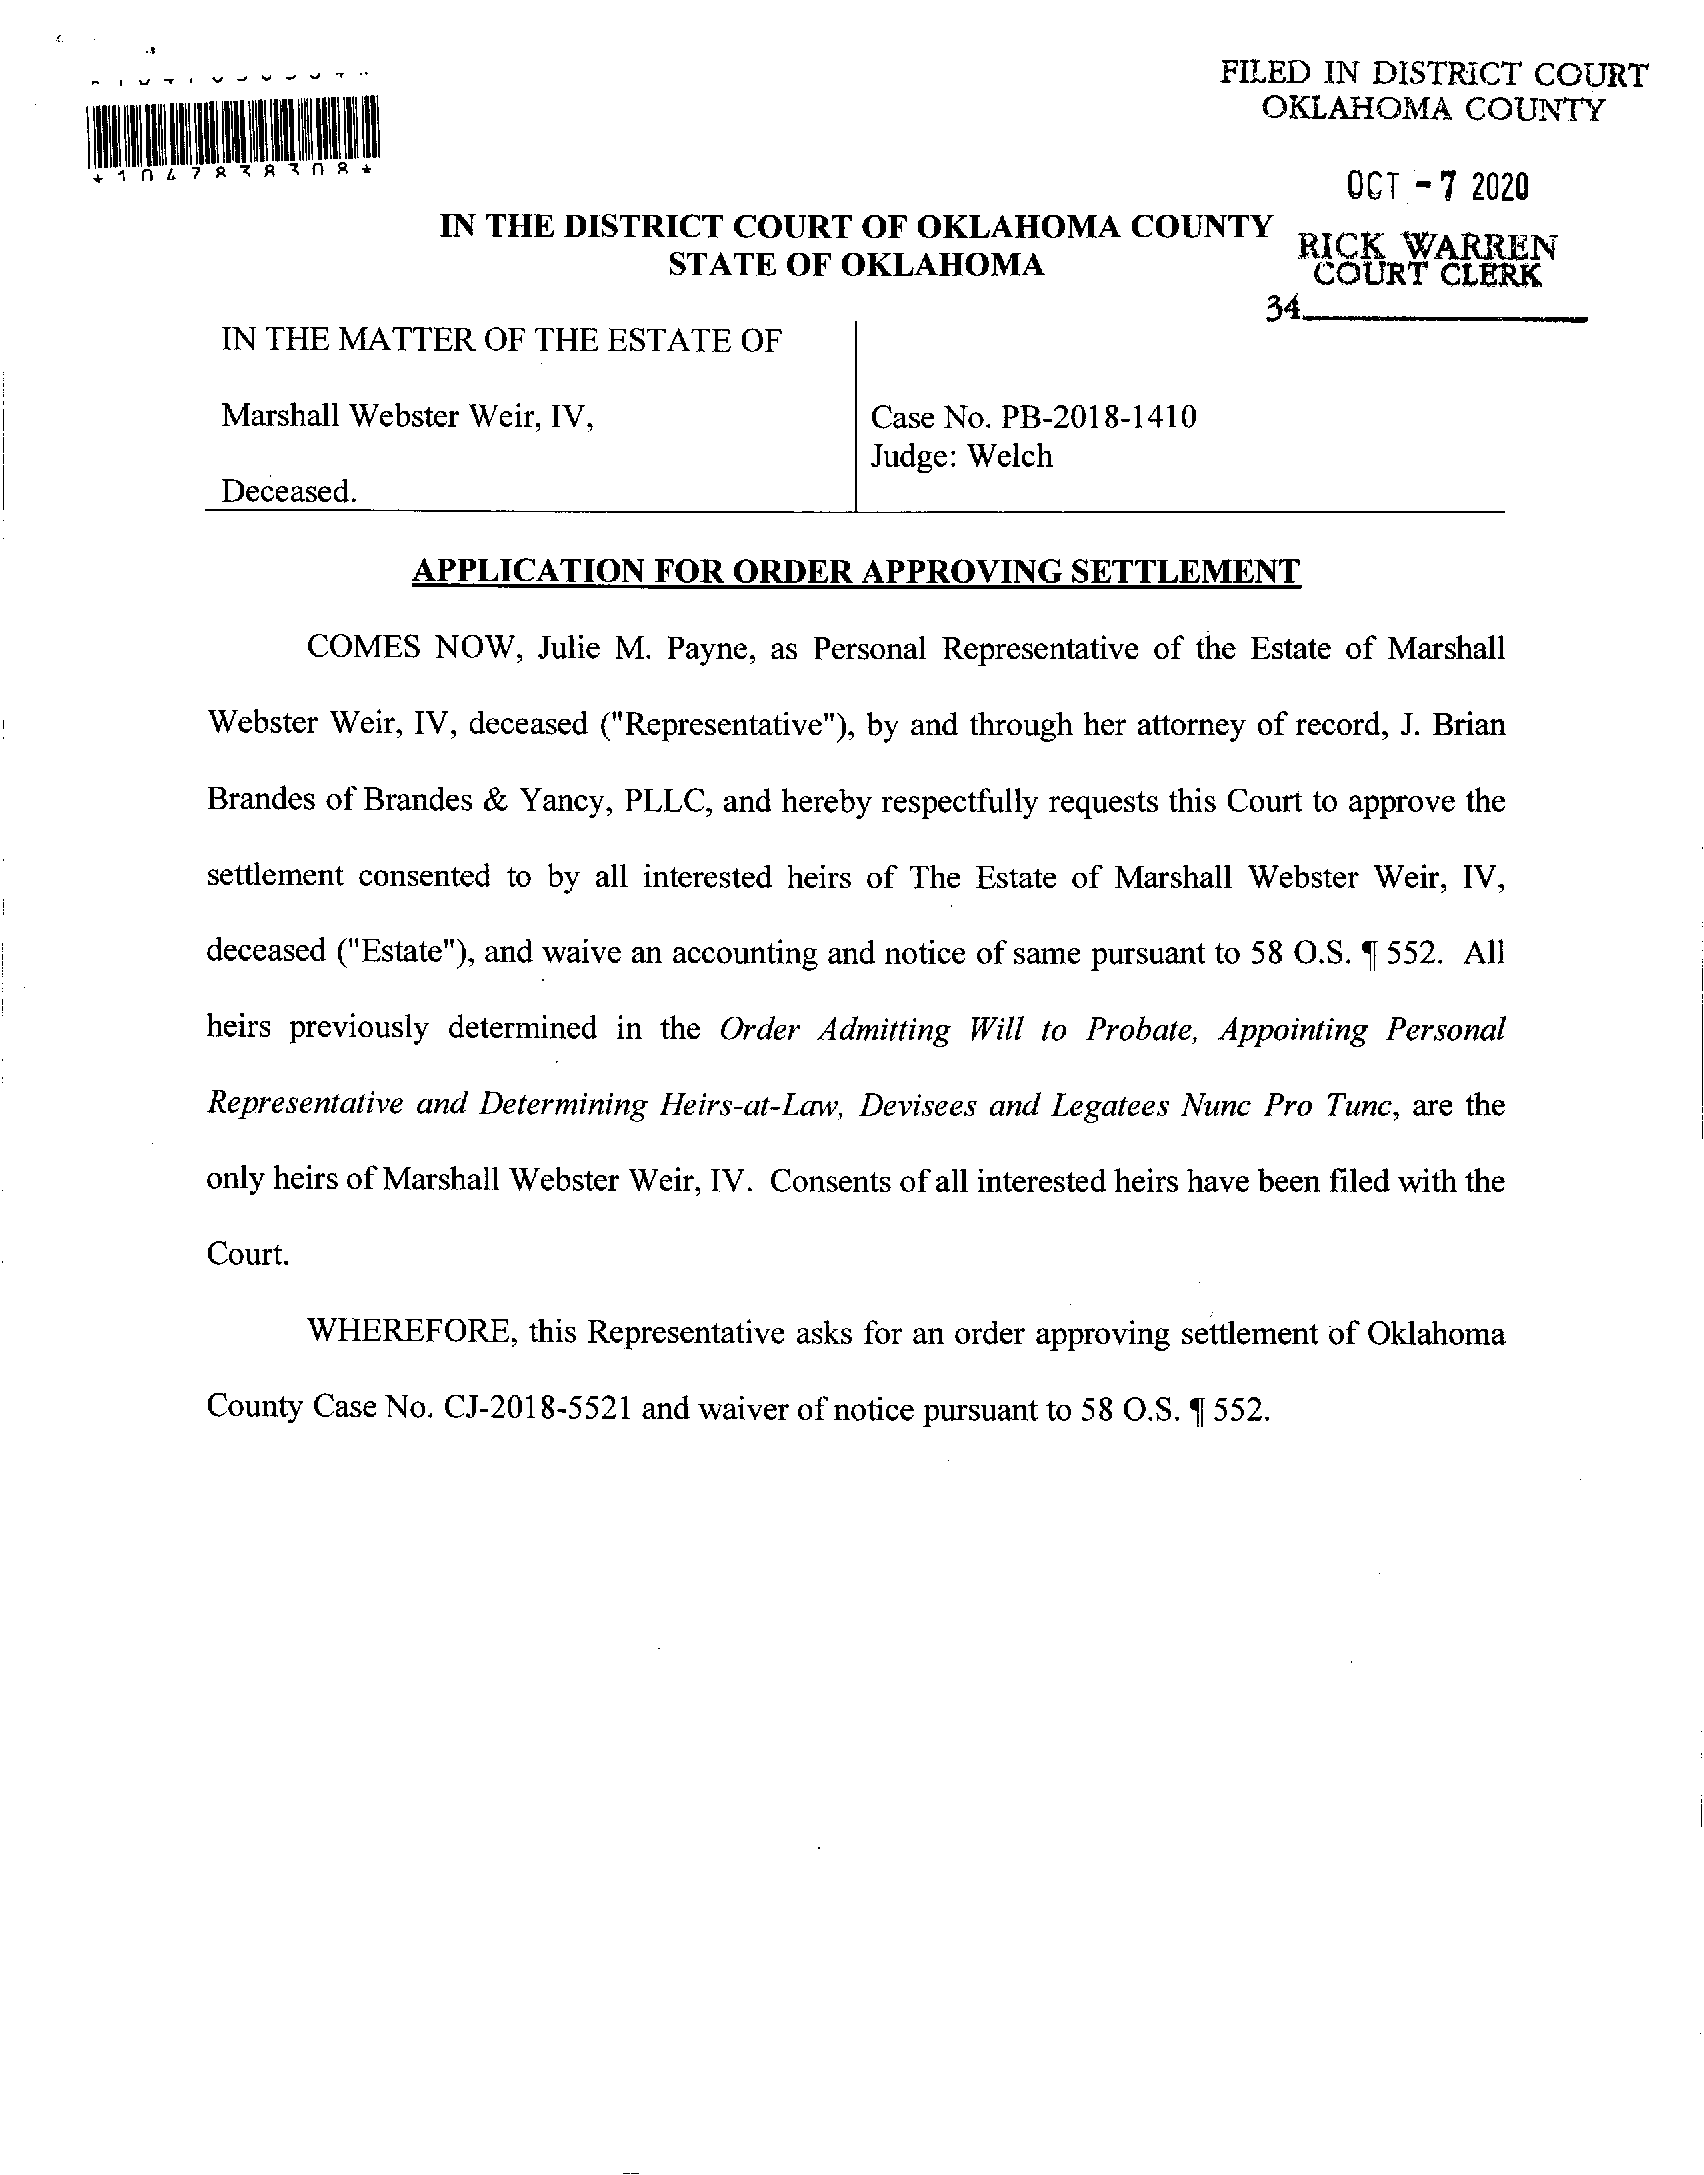 *1047838308*
FILED IN DISTRICT COURT
OKLAHOMA COUNTY
OCT -7 2020
RICK WARREN
COURT CLERK
34
IN THE DISTRICT COURT OF OKLAHOMA COUNTY
STATE OF OKLAHOMA
IN THE MATTER OF THE ESTATE OF
Marshall Webster Weir, IV,
Deceased.
Case No. PB-2018-1410
Judge: Welch
APPLICATION FOR ORDER APPROVING SETTLEMENT
COMES NOW, Julie M. Payne, as Personal Representative of the Estate of Marshall
Webster Weir, IV, deceased ("Representative"), by and through her attorney of record, J. Brian
Brandes of Brandes & Yancy, PLLC, and hereby respectfully requests this Court to approve the
settlement consented to by all interested heirs of The Estate of Marshall Webster Weir, IV,
deceased ("Estate"), and waive an accounting and notice of same pursuant to 58 O.S. ¶ 552. All
heirs previously determined in the Order Admitting Will to Probate, Appointing Personal
Representative and Determining Heirs-at-Law, Devisees and Legatees Nunc Pro Tunc, are the
only heirs of Marshall Webster Weir, IV. Consents of all interested heirs have been filed with the
Court.
WHEREFORE, this Representative asks for an order approving settlement of Oklahoma
County Case No. CJ-2018-5521 and waiver of notice pursuant to 58 O.S. ¶ 552.